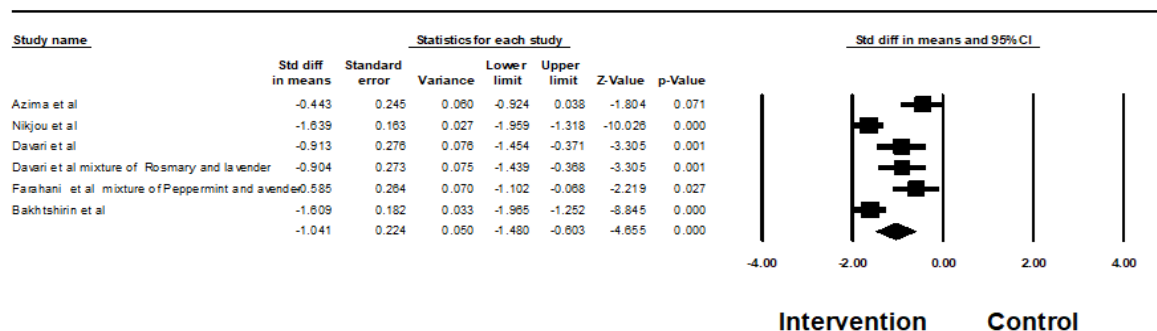 Study name Statistics for each study Std diff in means and 95% CI
Std diff Standard Lower Upper
in means error Variance limit limit Z-Value p-Value
Azima et al -0.443 0.245 0.060 -0.924 0.038 -1.804 0.071
Nikjou et al -1.639 0.163 0.027 -1.959 -1.318 -10.026 0.000
Davari et al -0.913 0.276 0.076 -1.454 -0.371 -3.305 0.001
Davari et al mixture of Rosmary and lavender -0.904 0.273 0.075 -1.439 -0.368 -3.305 0.001
Farahani et al mixture of Peppermint and avender-0.585 0.264 0.070 -1.102 -0.068 -2.219 0.027
Bakhtshirin et al -1.609 0.182 0.033 -1.965 -1.252 -8.845 0.000
-1.041 0.224 0.050 -1.480 -0.603 -4.655 0.000
-4.00 -2.00 0.00 2.00 4.00
Intervention Control